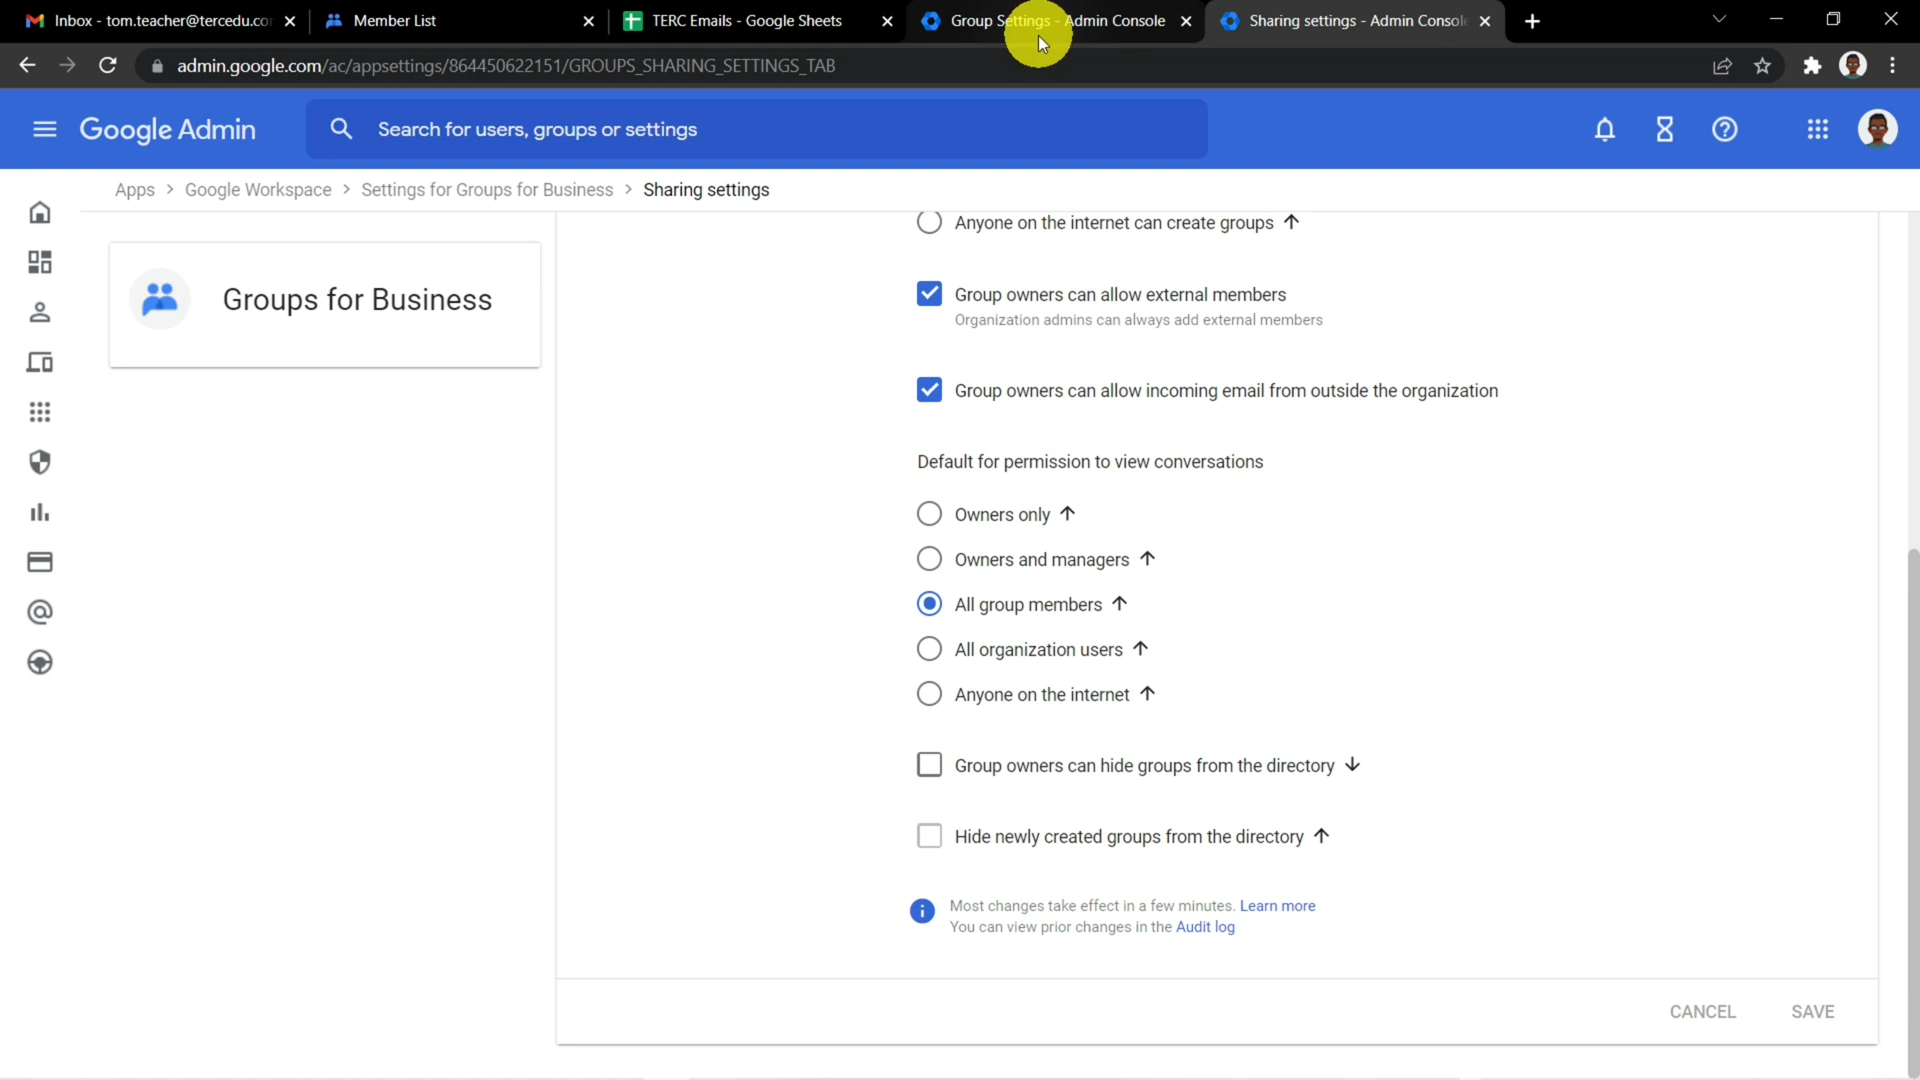 Inbox - tom.teacher@tercedu.co
Member List
TERC Emails - Google Sheets
Group Settings - Admin Console
Sharing settings - Admin Consol
admin.google.com/ac/appsettings/864450622151/GROUPS_SHARING_SETTINGS_TAB
Google Admin
Search for users, groups or settings
Apps > Google Workspace > Settings for Groups for Business > Sharing settings
Groups for Business
Anyone on the internet can create groups
Group owners can allow external members
Organization admins can always add external members
Group owners can allow incoming email from outside the organization
Default for permission to view conversations
Owners only
Owners and managers
All group members
All organization users
Anyone on the internet
Group owners can hide groups from the directory
Hide newly created groups from the directory
Most changes take effect in a few minutes. Learn more
You can view prior changes in the Audit log
CANCEL
SAVE